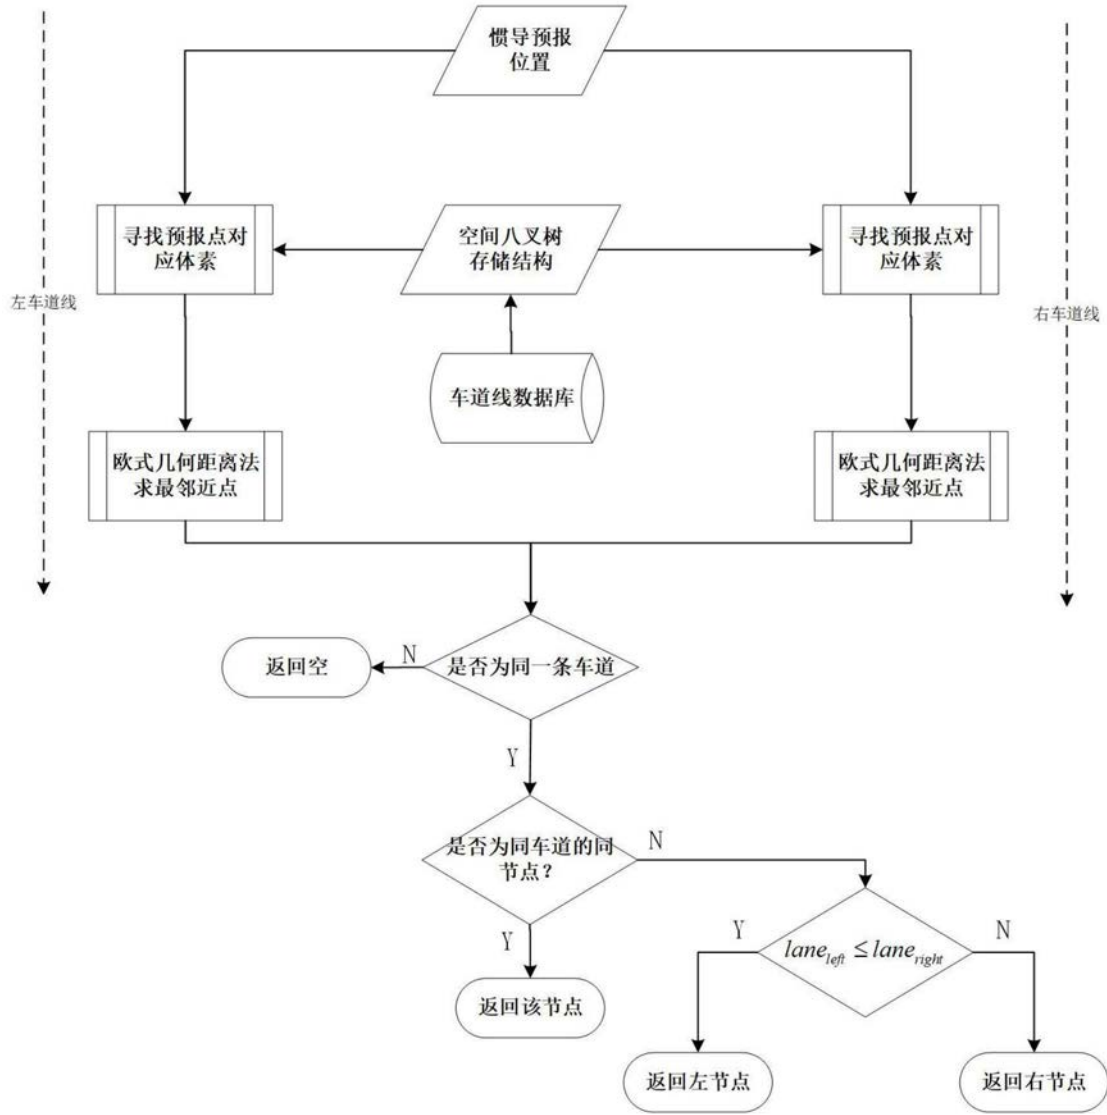 惯导预报
位置
寻找预报点对
应体素
空间八叉树
存储结构
寻找预报点对
应体素
左车道线
右车道线
车道线数据库
欧式几何距离法
求最邻近点
欧式几何距离法
求最邻近点
返回空
N
是否为同一条车道
Y
是否为同车道的同
节点？
N
Y
Y
lane_left ≤ lane_right
N
返回该节点
返回左节点
返回右节点